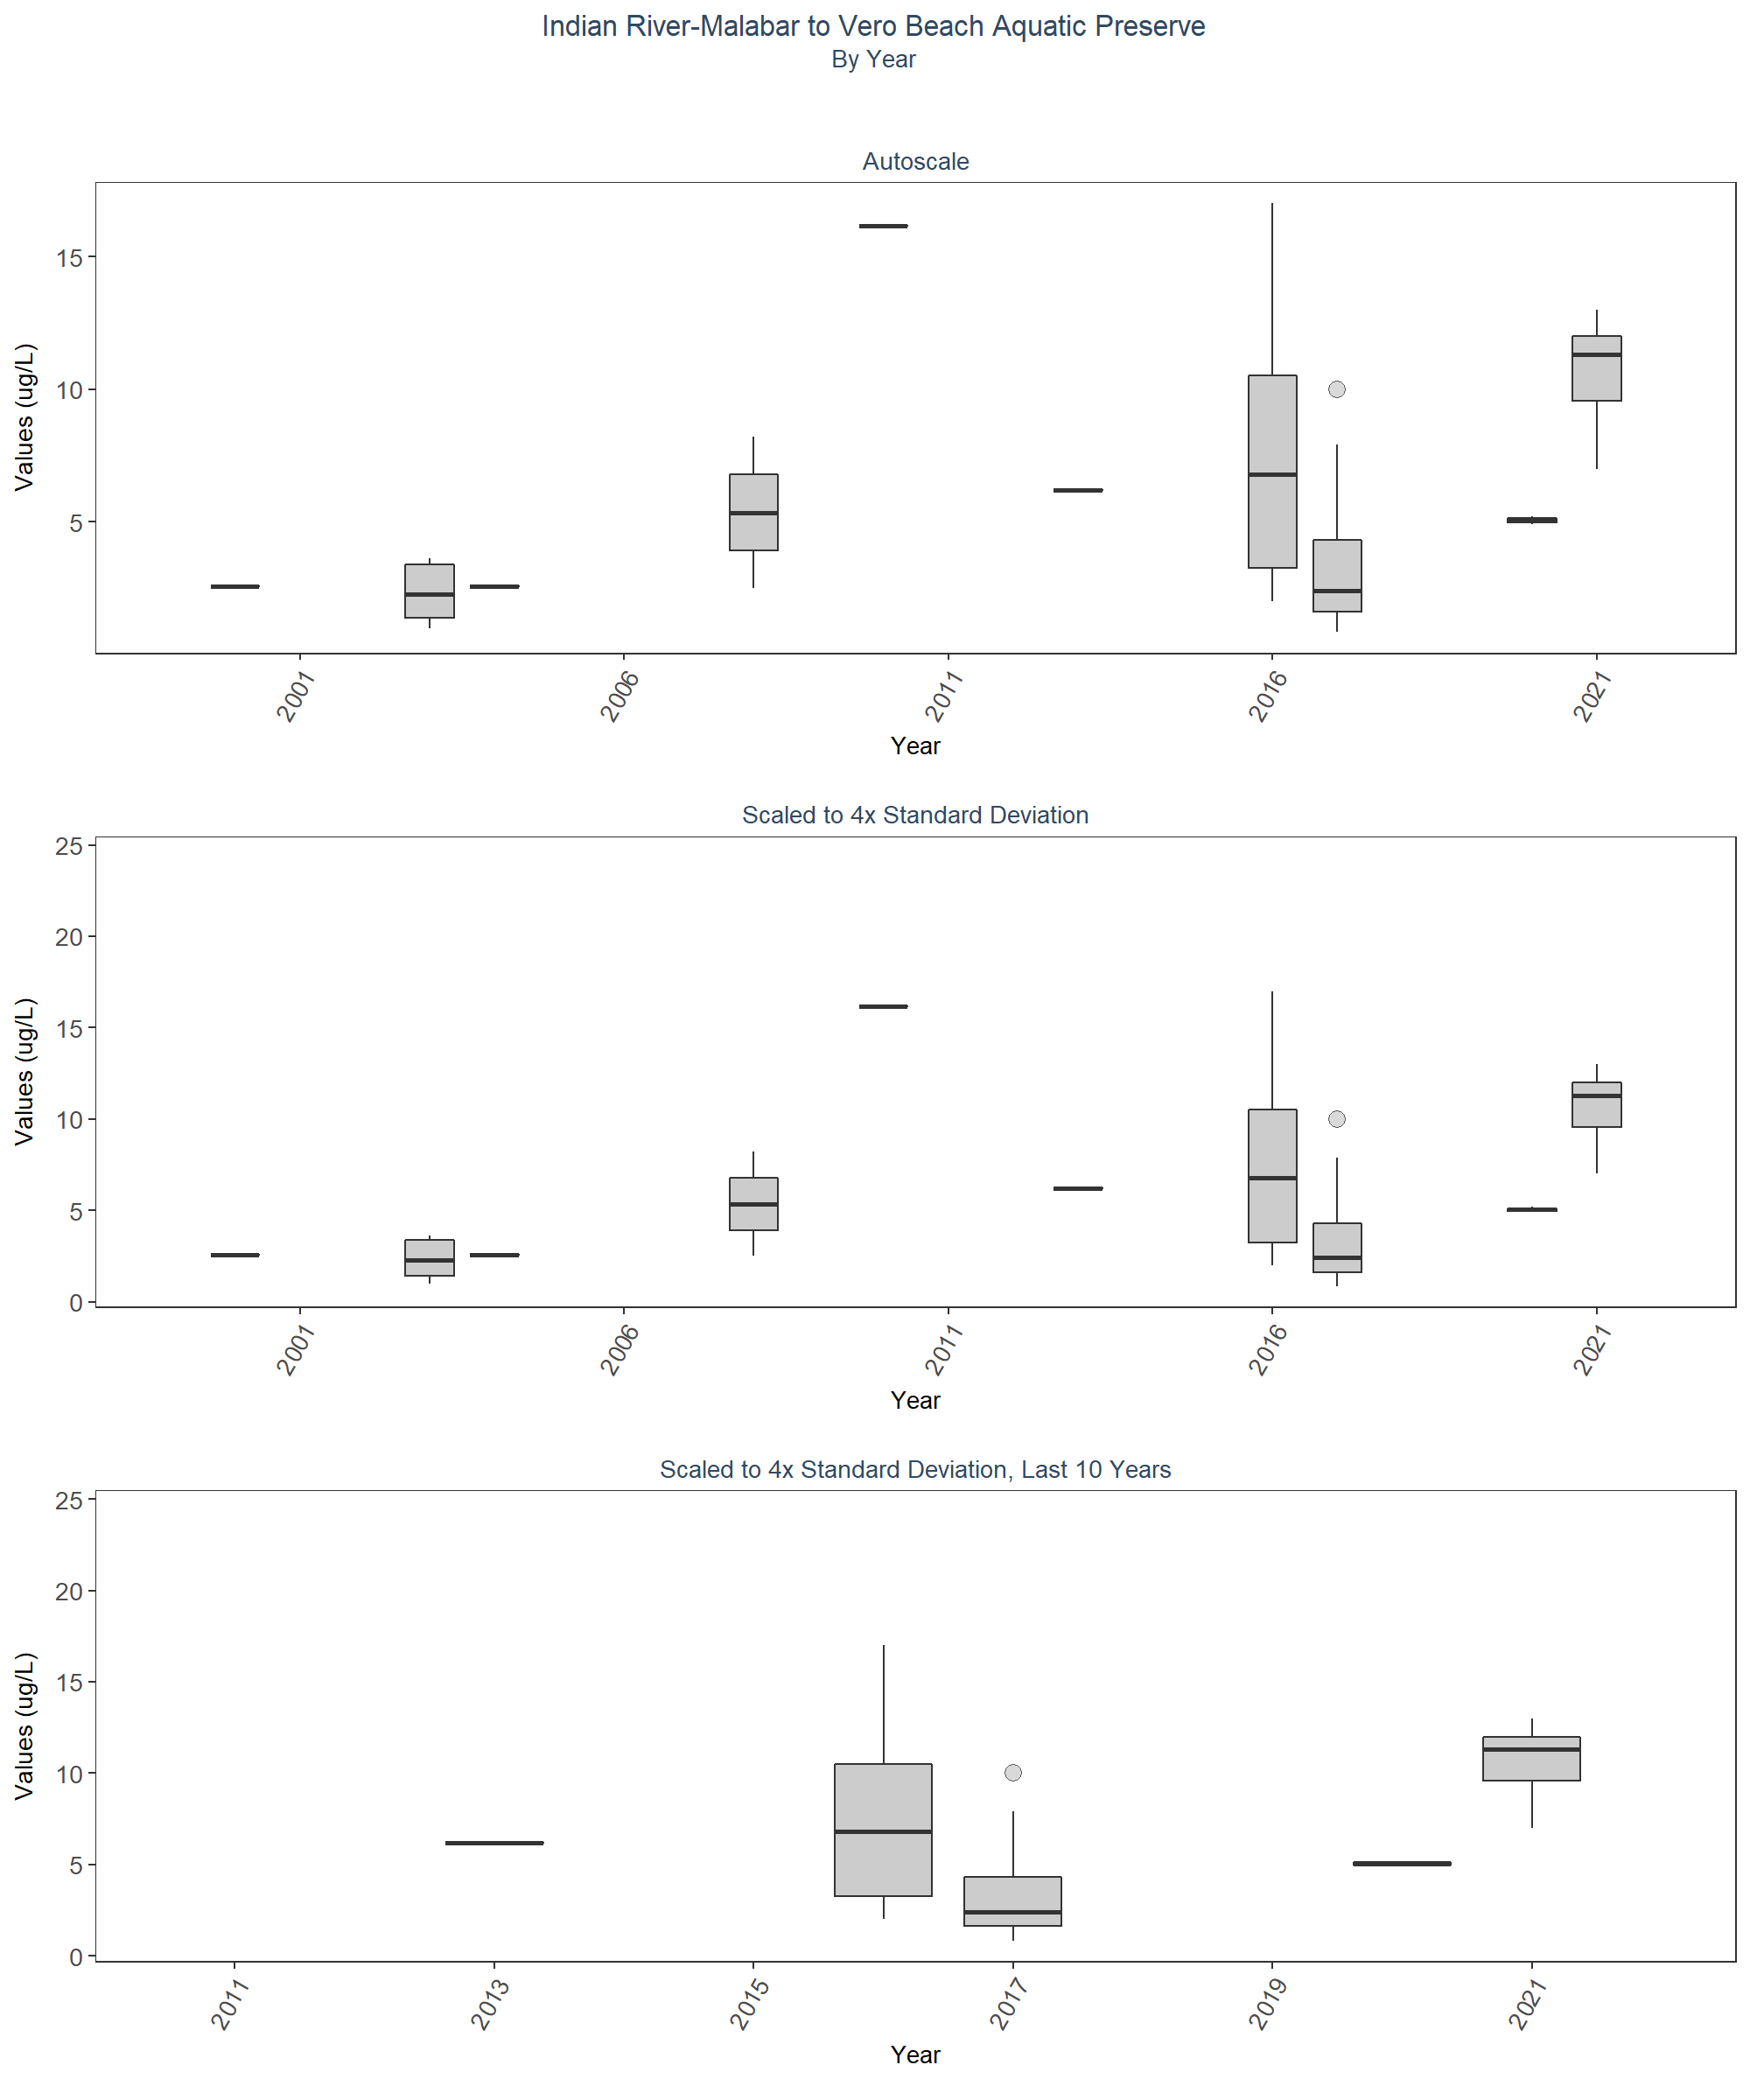 Indian River-Malabar to Vero Beach Aquatic Preserve
By Year
Autoscale
Values (ug/L)
15
10
5
2001 2006 2011 2016 2021
Year
Scaled to 4x Standard Deviation
Values (ug/L)
25
20
15
10
5
0
2001 2006 2011 2016 2021
Year
Scaled to 4x Standard Deviation, Last 10 Years
Values (ug/L)
25
20
15
10
5
0
2011 2013 2015 2017 2019 2021
Year